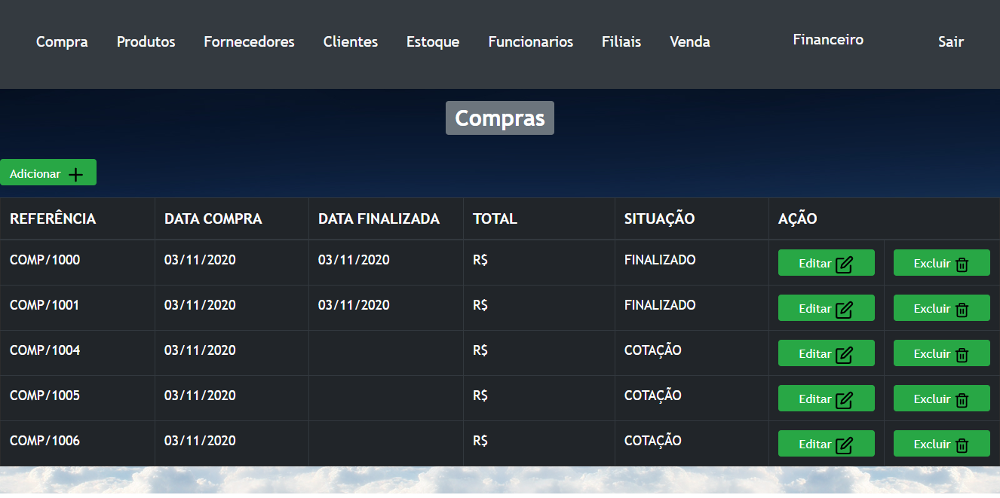 Compra Produtos Fornecedores Clientes Estoque Funcionarios Filiais Venda Financeiro Sair
Compras
Adicionar
REFERÊNCIA DATA COMPRA DATA FINALIZADA TOTAL SITUAÇÃO AÇÃO
COMP/1000 03/11/2020 03/11/2020 R$ FINALIZADO Editar Excluir
COMP/1001 03/11/2020 03/11/2020 R$ FINALIZADO Editar Excluir
COMP/1004 03/11/2020 R$ COTAÇÃO Editar Excluir
COMP/1005 03/11/2020 R$ COTAÇÃO Editar Excluir
COMP/1006 03/11/2020 R$ COTAÇÃO Editar Excluir